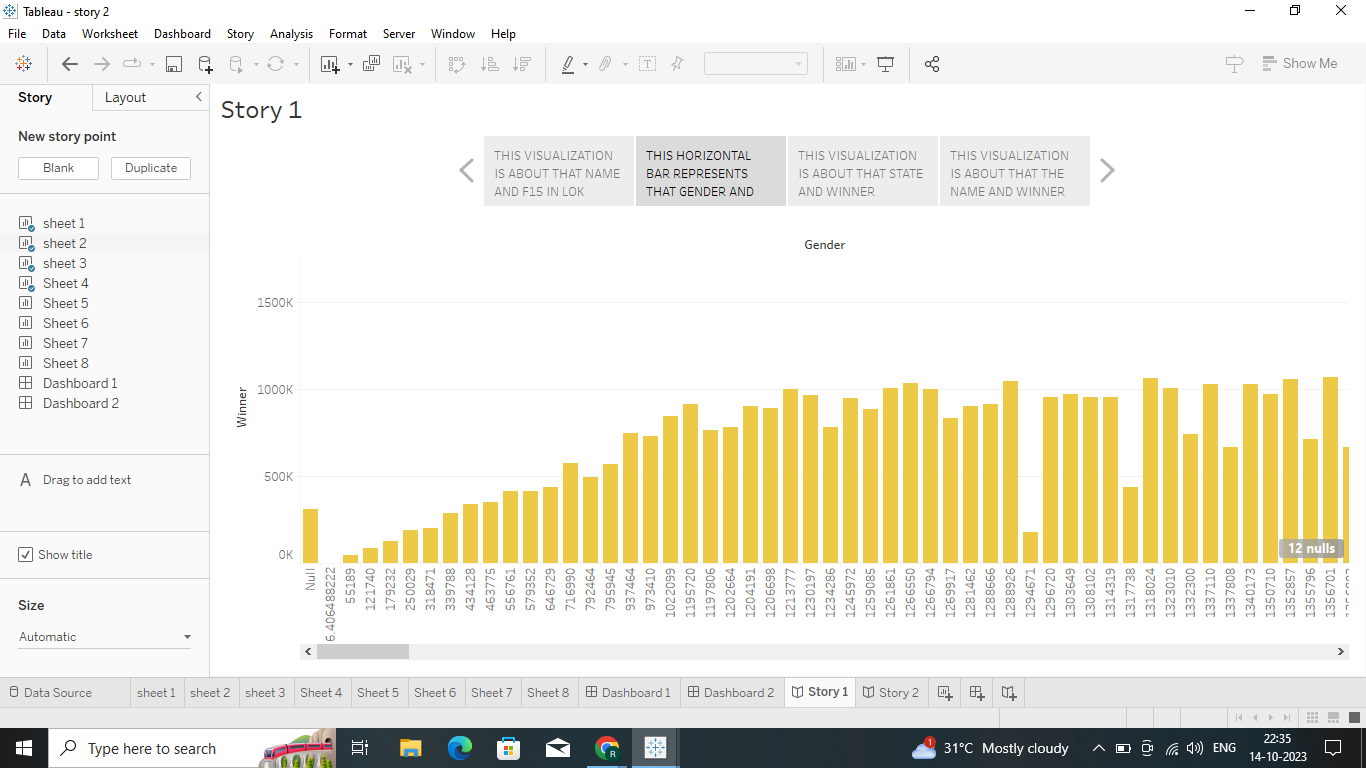 Tableau - story 2
File Data Worksheet Dashboard Story Analysis Format Server Window Help
Show Me
Story Layout
New story point
Blank Duplicate
sheet 1
sheet 2
sheet 3
Sheet 4
Sheet 5
Sheet 6
Sheet 7
Sheet 8
Dashboard 1
Dashboard 2
A Drag to add text
Show title
Size
Automatic
Story 1
THIS VISUALIZATION
IS ABOUT THAT NAME
AND F15 IN LOK
THIS HORIZONTAL
BAR REPRESENTS
THAT GENDER AND
THIS VISUALIZATION
IS ABOUT THAT STATE
AND WINNER
THIS VISUALIZATION
IS ABOUT THAT THE
NAME AND WINNER
Gender
Winner
1500K
1000K
500K
0K
12 nulls
Null
6.406488222
55189
121740
179232
250029
318471
339788
434128
463775
556761
579352
646729
716990
792464
795945
937464
973410
1022099
1195720
1197806
1202664
1204191
1206698
1213777
1230197
1234286
1245972
1259085
1261861
1266550
1266794
1269917
1281462
1288666
1288926
1294671
1296720
1303649
1308102
1314319
1317738
1318024
1323010
1332300
1337110
1337808
1340173
1350710
1352857
1355796
1356701
Data Source sheet 1 sheet 2 sheet 3 Sheet 4 Sheet 5 Sheet 6 Sheet 7 Sheet 8 Dashboard 1 Dashboard 2 Story 1 Story 2
Type here to search
1
31°C Mostly cloudy
ENG
22:35
14-10-2023